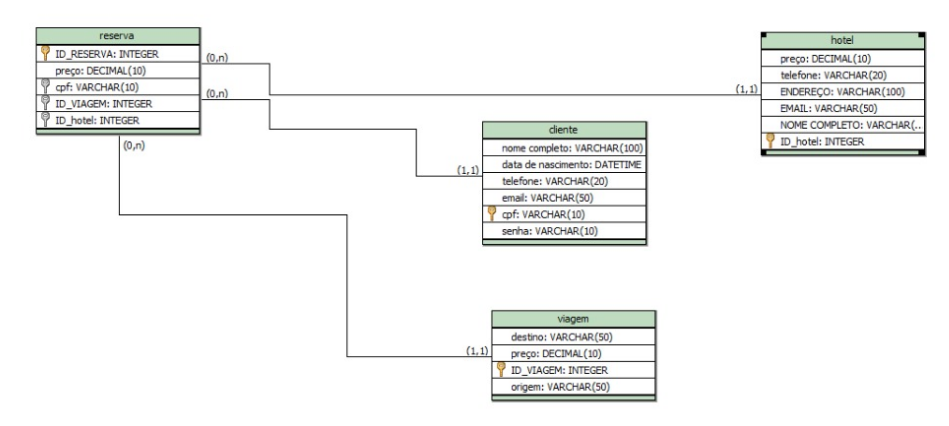 reserva
ID_RESERVA: INTEGER
preço: DECIMAL(10)
cpf: VARCHAR(10)
ID_VIAGEM: INTEGER
ID_hotel: INTEGER
(0,n)
(0,n)
(0,n)
(1,1)
hotel
preço: DECIMAL(10)
telefone: VARCHAR(20)
ENDEREÇO: VARCHAR(100)
EMAIL: VARCHAR(50)
NOME COMPLETO: VARCHAR(..
ID_hotel: INTEGER
(1,1)
cliente
nome completo: VARCHAR(100)
data de nascimento: DATETIME
telefone: VARCHAR(20)
email: VARCHAR(50)
cpf: VARCHAR(10)
senha: VARCHAR(10)
(1,1)
viagem
destino: VARCHAR(50)
preço: DECIMAL(10)
ID_VIAGEM: INTEGER
origem: VARCHAR(50)